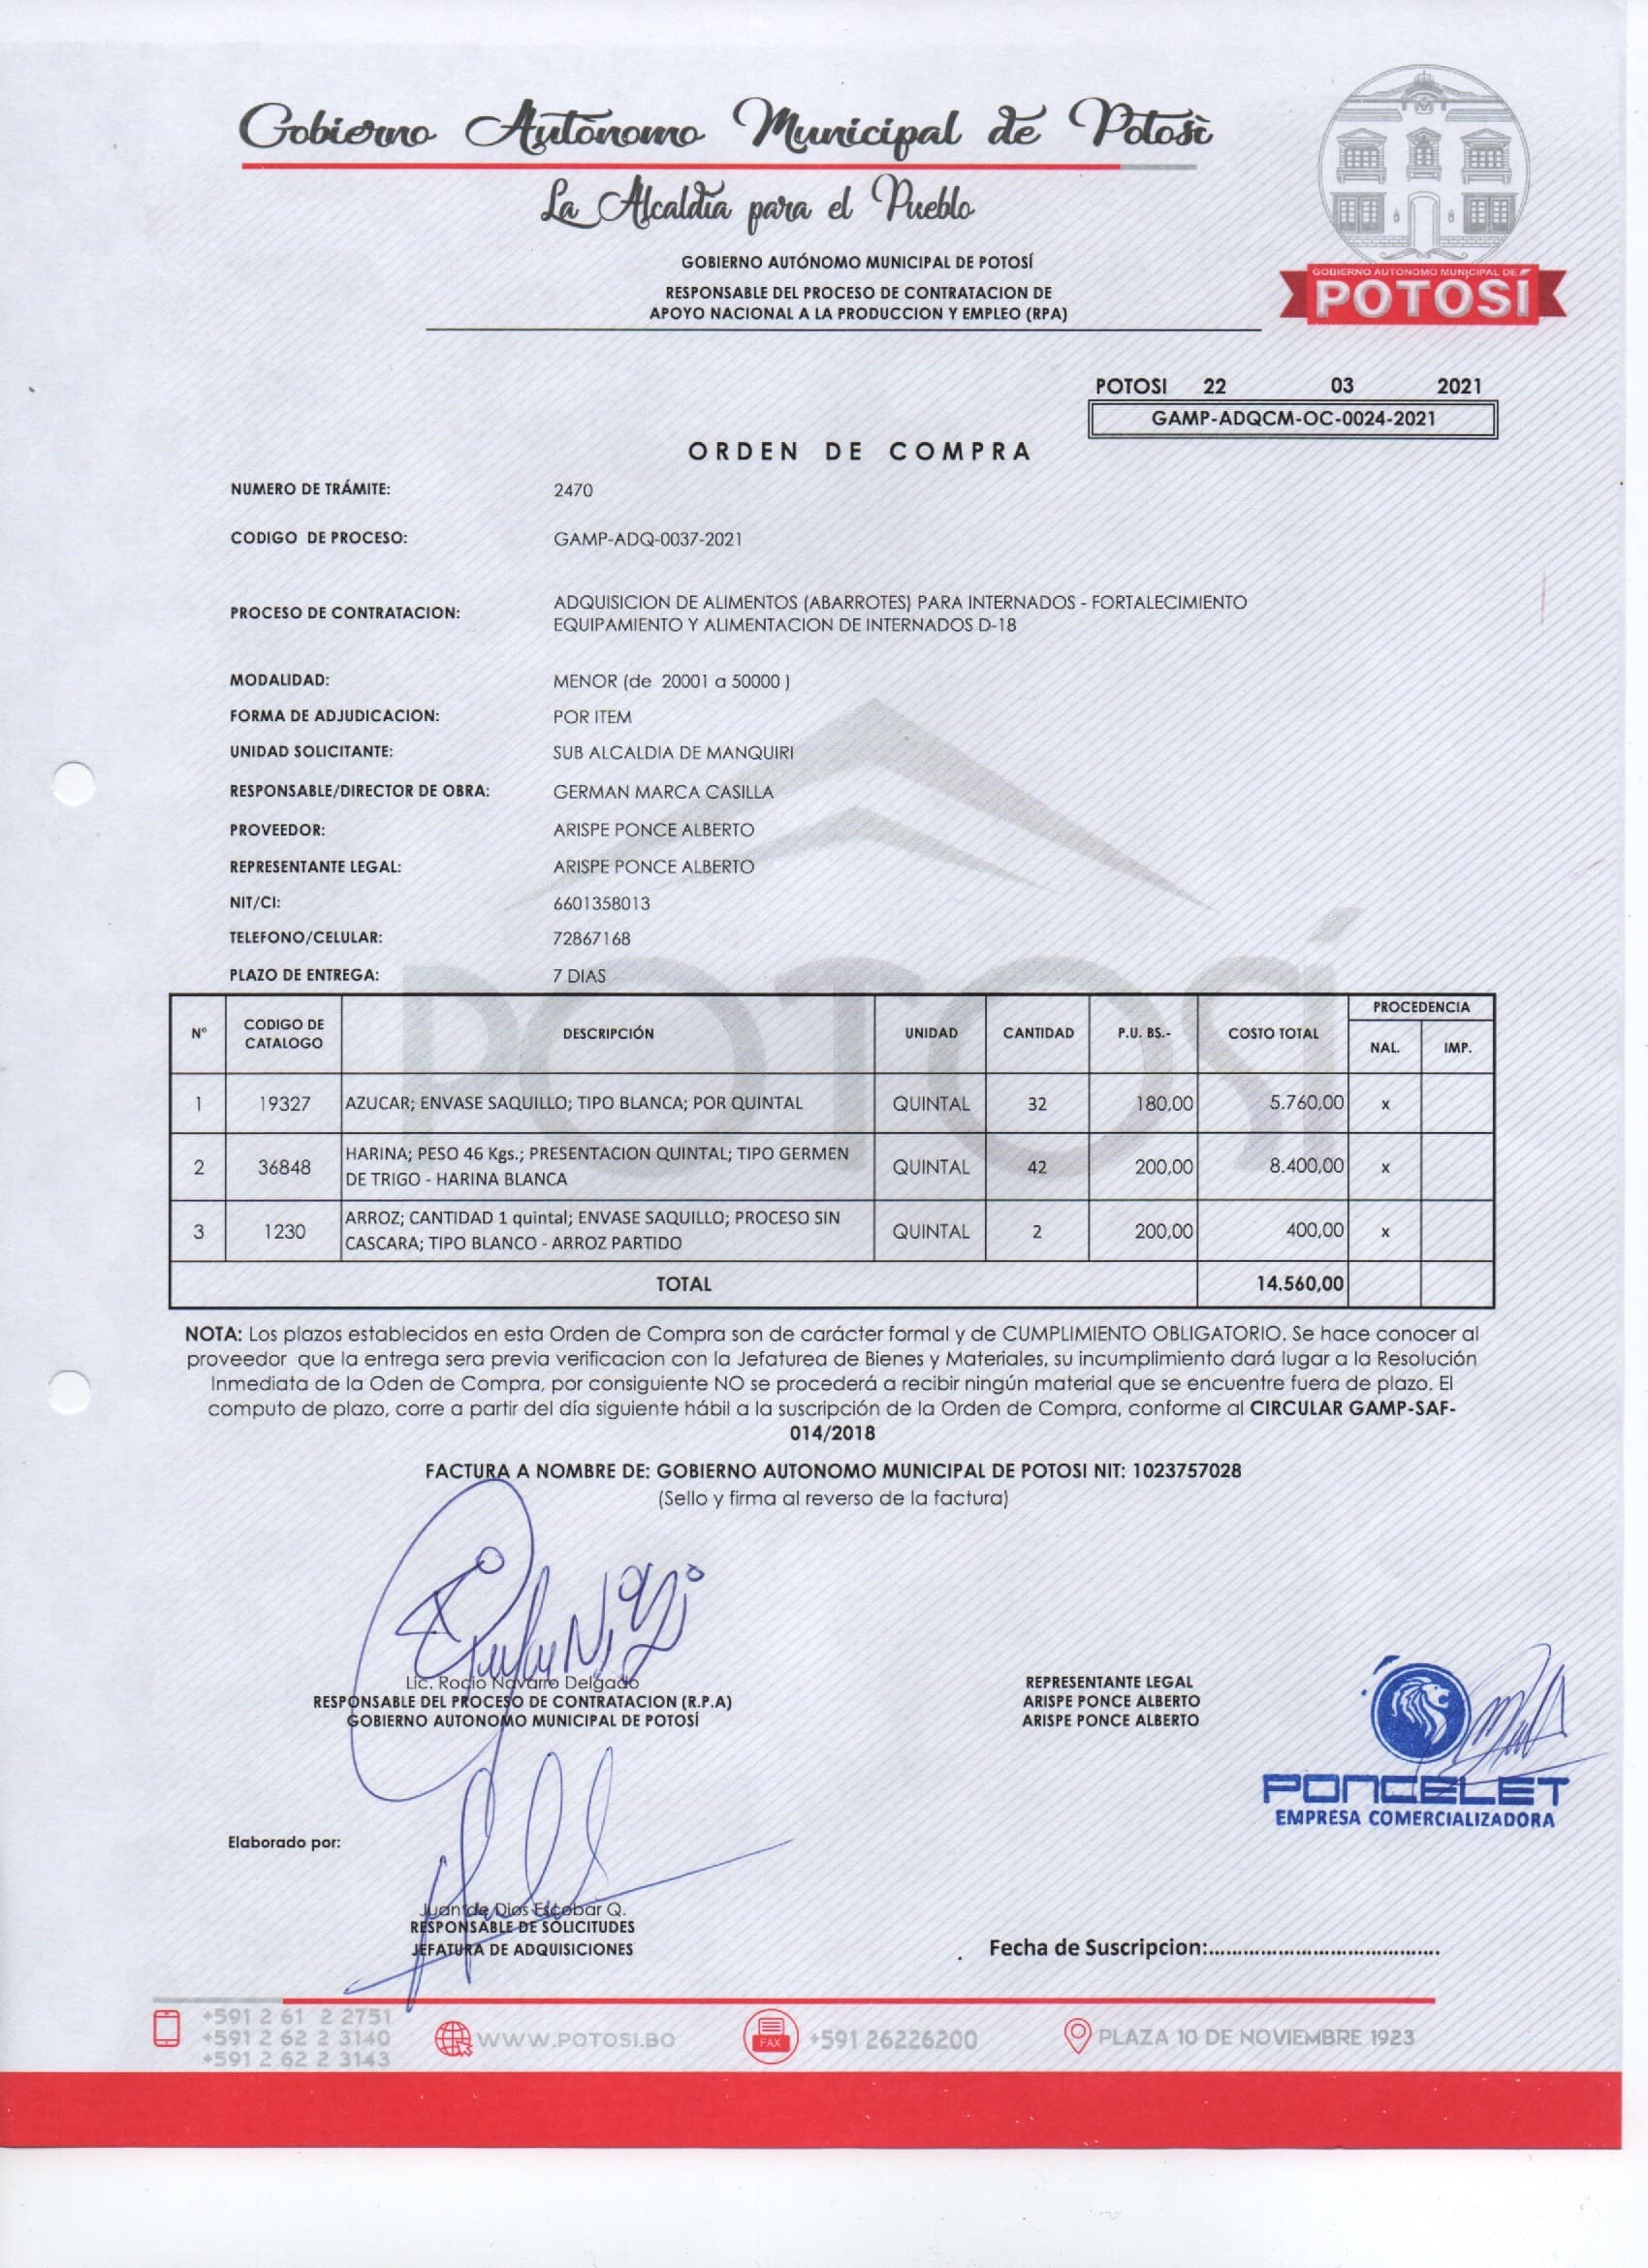 Gobierno Autònomo Municipal de Potosì
La Alcaldía para el Pueblo
GOBIERNO AUTÓNOMO MUNICIPAL DE POTOSÍ
RESPONSABLE DEL PROCESO DE CONTRATACION DE
APOYO NACIONAL A LA PRODUCCION Y EMPLEO (RPA)
GOBIERNO AUTÓNOMO MUNICIPAL DE
POTOSÍ
POTOSI 22 03 2021
GAMP-ADQCM-OC-0024-2021
ORDEN DE COMPRA
NUMERO DE TRÁMITE: 2470
CODIGO DE PROCESO: GAMP-ADQ-0037-2021
PROCESO DE CONTRATACION: ADQUISICION DE ALIMENTOS (ABARROTES) PARA INTERNADOS - FORTALECIMIENTO
EQUIPAMIENTO Y ALIMENTACION DE INTERNADOS D-18
MODALIDAD: MENOR (de 20001 a 50000 )
FORMA DE ADJUDICACION: POR ITEM
UNIDAD SOLICITANTE: SUB ALCALDIA DE MANQUIRI
RESPONSABLE/DIRECTOR DE OBRA: GERMAN MARCA CASILLA
PROVEEDOR: ARISPE PONCE ALBERTO
REPRESENTANTE LEGAL: ARISPE PONCE ALBERTO
NIT/CI: 6601358013
TELEFONO/CELULAR: 72867168
PLAZO DE ENTREGA: 7 DIAS
POTOSÍ
N° CODIGO DE CATALOGO DESCRIPCIÓN UNIDAD CANTIDAD P.U. BS.- COSTO TOTAL PROCEDENCIA
NAL. IMP.
1 19327 AZUCAR; ENVASE SAQUILLO; TIPO BLANCA; POR QUINTAL QUINTAL 32 180,00 5.760,00 x
2 36848 HARINA; PESO 46 Kgs.; PRESENTACION QUINTAL; TIPO GERMEN
DE TRIGO - HARINA BLANCA QUINTAL 42 200,00 8.400,00 x
3 1230 ARROZ; CANTIDAD 1 quintal; ENVASE SAQUILLO; PROCESO SIN
CASCARA; TIPO BLANCO - ARROZ PARTIDO QUINTAL 2 200,00 400,00 x
TOTAL 14.560,00
NOTA: Los plazos establecidos en esta Orden de Compra son de carácter formal y de CUMPLIMIENTO OBLIGATORIO. Se hace conocer al
proveedor que la entrega sera previa verificacion con la Jefaturea de Bienes y Materiales, su incumplimiento dará lugar a la Resolución
Inmediata de la Oden de Compra, por consiguiente NO se procederá a recibir ningún material que se encuentre fuera de plazo. El
computo de plazo, corre a partir del día siguiente hábil a la suscripción de la Orden de Compra, conforme al CIRCULAR GAMP-SAF-
014/2018
FACTURA A NOMBRE DE: GOBIERNO AUTONOMO MUNICIPAL DE POTOSI NIT: 1023757028
(Sello y firma al reverso de la factura)
Lic. Rocio Navarro Delgado
RESPONSABLE DEL PROCESO DE CONTRATACION (R.P.A)
GOBIERNO AUTONOMO MUNICIPAL DE POTOSÍ
REPRESENTANTE LEGAL
ARISPE PONCE ALBERTO
ARISPE PONCE ALBERTO
PONCELET
EMPRESA COMERCIALIZADORA
Elaborado por:
Juan de Dios Escobar Q.
RESPONSABLE DE SOLICITUDES
JEFATURA DE ADQUISICIONES
Fecha de Suscripcion:........................................
+591 2 61 2 2751
+591 2 62 2 3140
+591 2 62 2 3143
WWW.POTOSI.BO
FAX
+591 26226200
PLAZA 10 DE NOVIEMBRE 1923